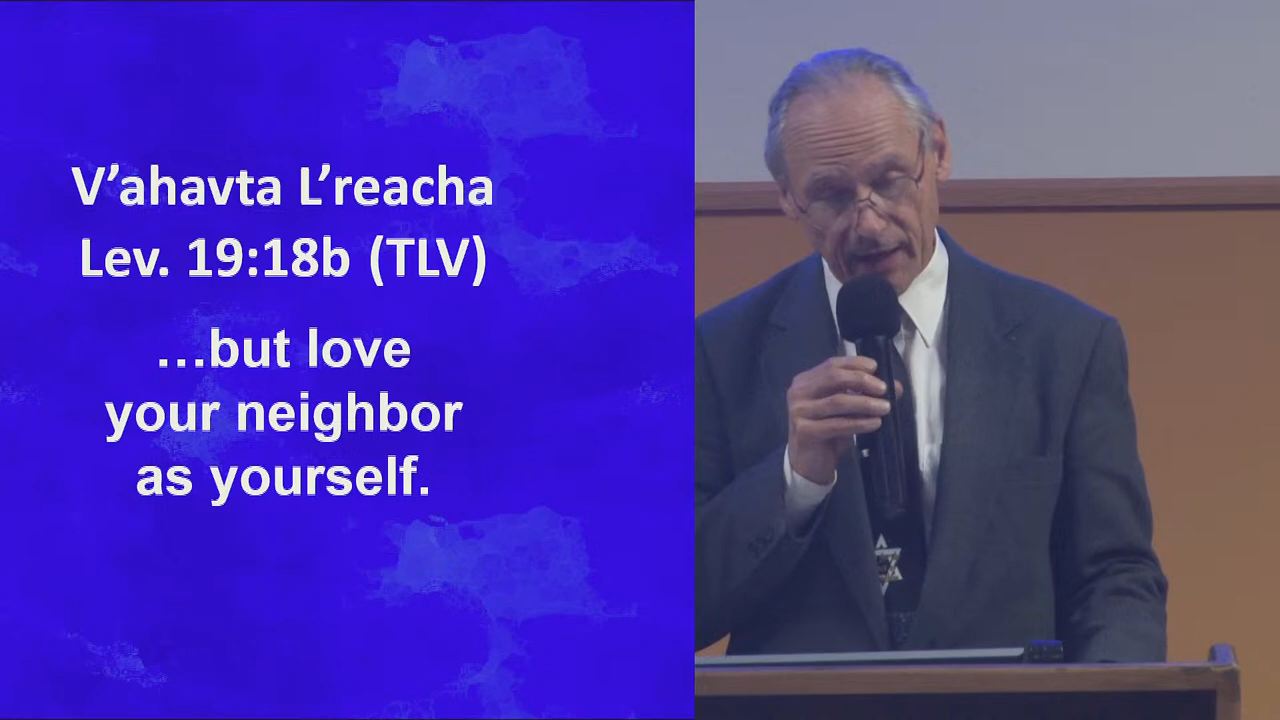 V’ahavta L’reacha
Lev. 19:18b (TLV)
…but love
your neighbor
as yourself.